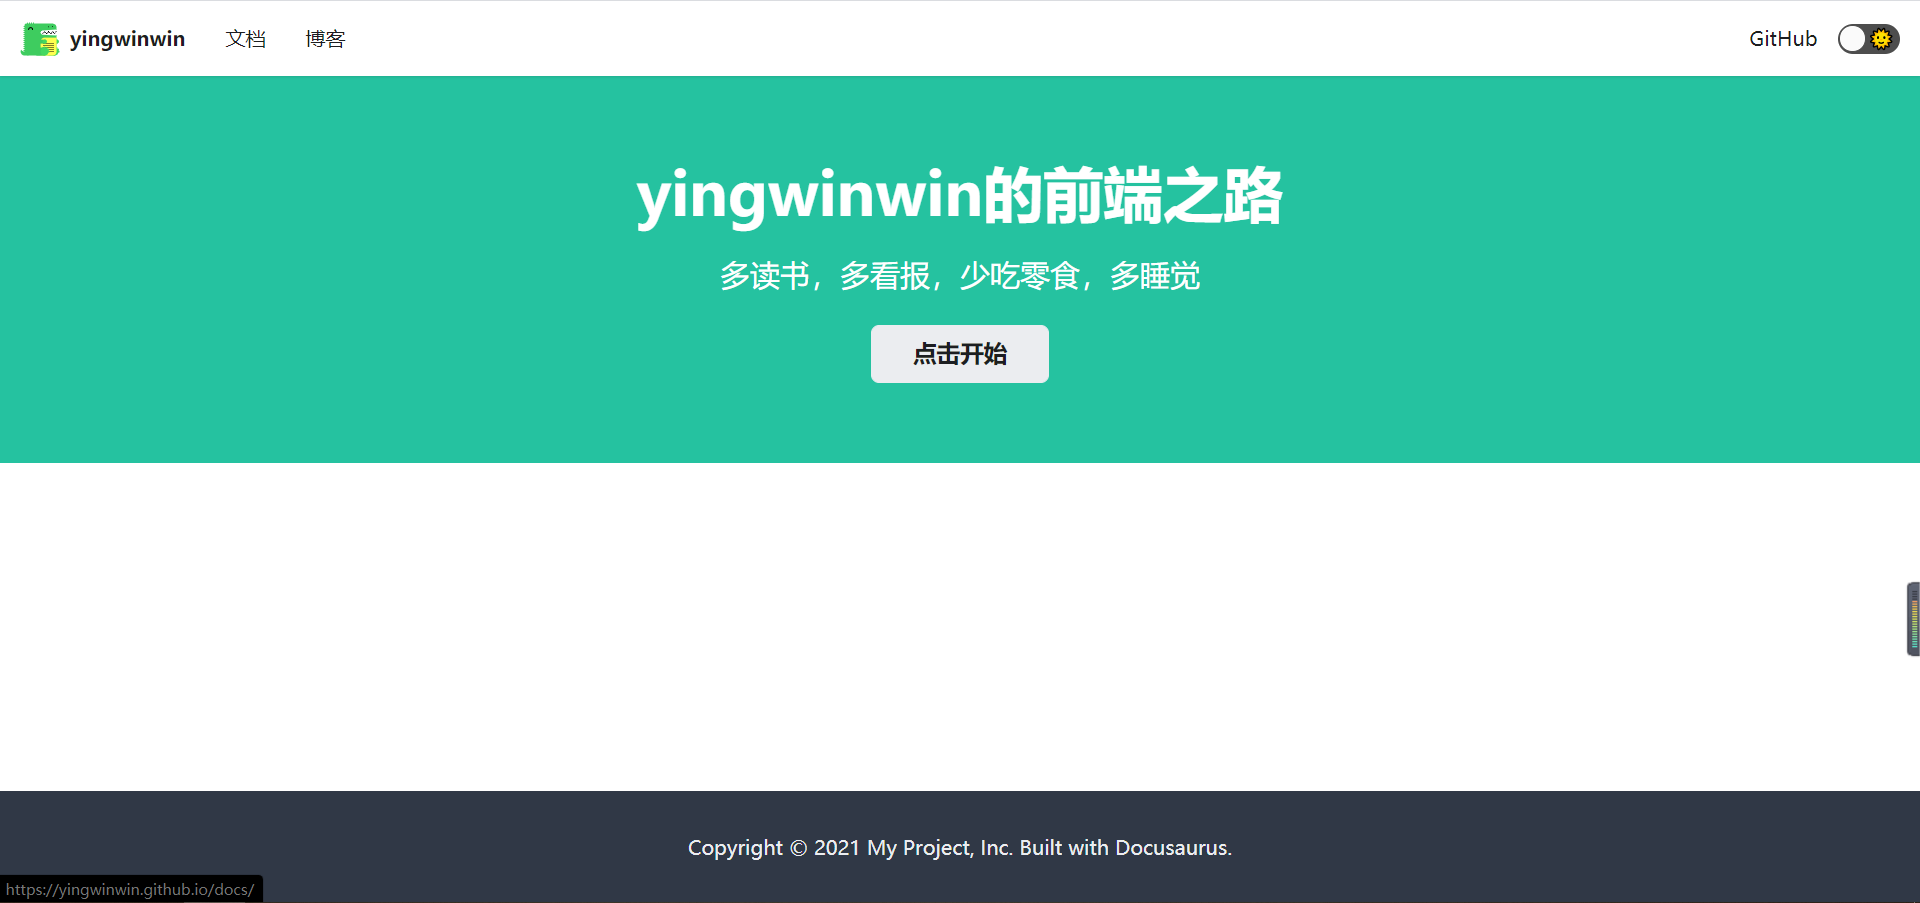 yingwinwin 文档 博客 GitHub
yingwinwin的前端之路
多读书，多看报，少吃零食，多睡觉
点击开始
Copyright © 2021 My Project, Inc. Built with Docusaurus.
https://yingwinwin.github.io/docs/